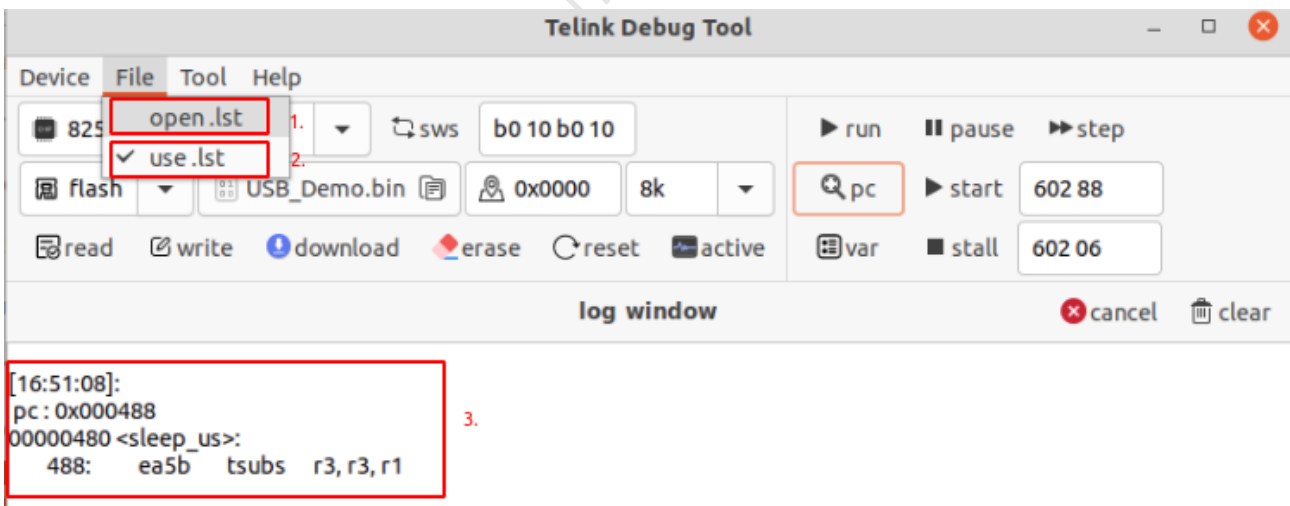 Telink Debug Tool
Device File Tool Help
open .lst 1.
use .lst 2.
825 sws b0 10 b0 10 run pause step
flash USB_Demo.bin 0x0000 8k pc start 602 88
read write download erase reset active var stall 602 06
log window cancel clear
[16:51:08]:
pc : 0x000488
00000480 <sleep_us>: 3.
488: ea5b tsubs r3, r3, r1